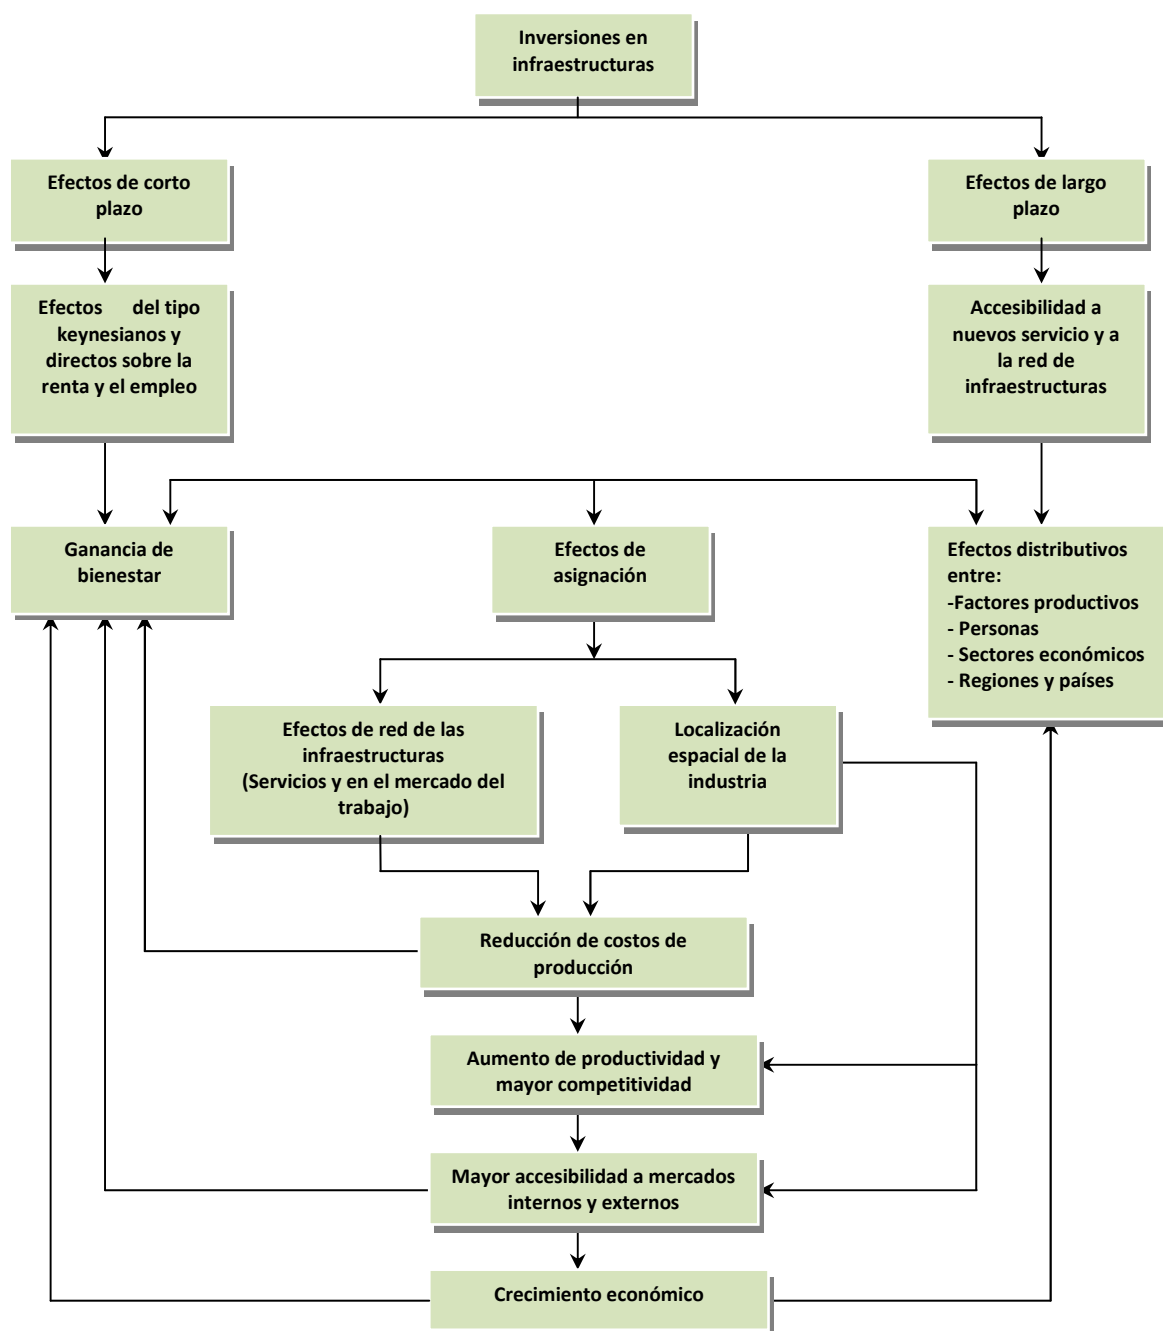 Inversiones en
infraestructuras
Efectos de corto
plazo
Efectos de largo
plazo
Efectos del tipo
keynesianos y
directos sobre la
renta y el empleo
Accesibilidad a
nuevos servicio y a
la red de
infraestructuras
Ganancia de
bienestar
Efectos de
asignación
Efectos distributivos
entre:
-Factores productivos
- Personas
- Sectores económicos
- Regiones y países
Efectos de red de las
infraestructuras
(Servicios y en el mercado del
trabajo)
Localización
espacial de la
industria
Reducción de costos de
producción
Aumento de productividad y
mayor competitividad
Mayor accesibilidad a mercados
internos y externos
Crecimiento económico